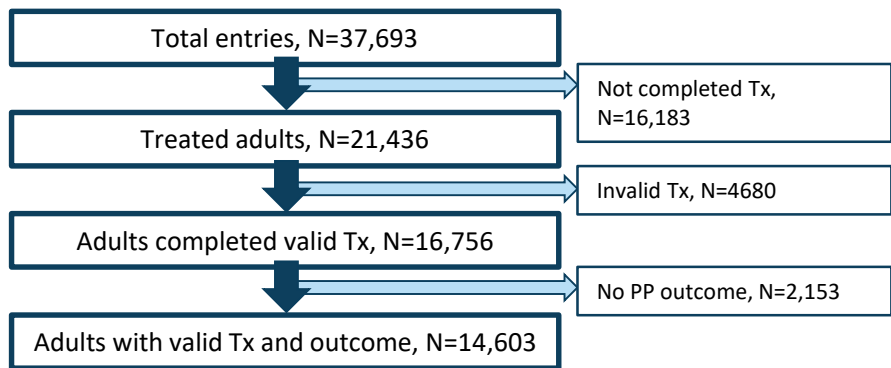 Total entries, N=37,693
Not completed Tx,
N=16,183
Treated adults, N=21,436
Invalid Tx, N=4680
Adults completed valid Tx, N=16,756
No PP outcome, N=2,153
Adults with valid Tx and outcome, N=14,603